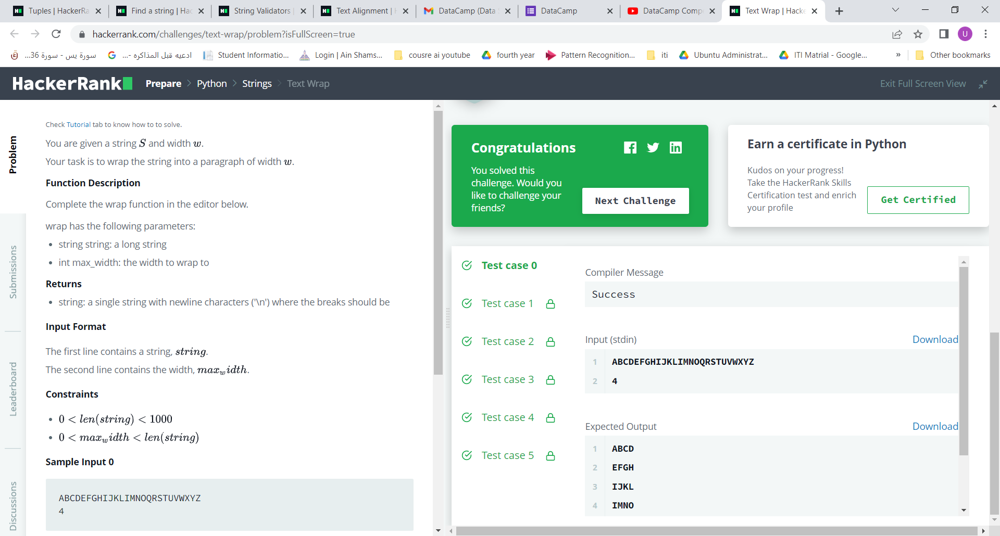 Tuples | HackerRa
Find a string | Hac
String Validators |
Text Alignment | H
DataCamp (Data S
DataCamp
DataCamp Comp
Text Wrap | Hacke
hackerrank.com/challenges/text-wrap/problem?isFullScreen=true
U
سورة يس - سورة 36...
ادعيه قبل المذاكره -...
Student Informatio...
Login | Ain Shams...
cousre ai youtube
fourth year
Pattern Recognition...
iti
Ubuntu Administrat...
ITI Matrial - Google...
»
Other bookmarks
HackerRank
Prepare > Python > Strings > Text Wrap
Exit Full Screen View
Problem
Submissions
Leaderboard
Discussions
Check Tutorial tab to know how to to solve.
You are given a string S and width w.
Your task is to wrap the string into a paragraph of width w.
Function Description
Complete the wrap function in the editor below.
wrap has the following parameters:
• string string: a long string
• int max_width: the width to wrap to
Returns
• string: a single string with newline characters ('\n') where the breaks should be
Input Format
The first line contains a string, string.
The second line contains the width, max_width.
Constraints
• 0 < len(string) < 1000
• 0 < max_width < len(string)
Sample Input 0
ABCDEFGHIJKLIMNOQRSTUVWXYZ
4
Congratulations
You solved this
challenge. Would you
like to challenge your
friends?
Next Challenge
Earn a certificate in Python
Kudos on your progress!
Take the HackerRank Skills
Certification test and enrich
your profile
Get Certified
Test case 0
Test case 1
Test case 2
Test case 3
Test case 4
Test case 5
Compiler Message
Success
Input (stdin)
Download
1 ABCDEFGHIJKLIMNOQRSTUVWXYZ
2 4
Expected Output
Download
1 ABCD
2 EFGH
3 IJKL
4 IMNO